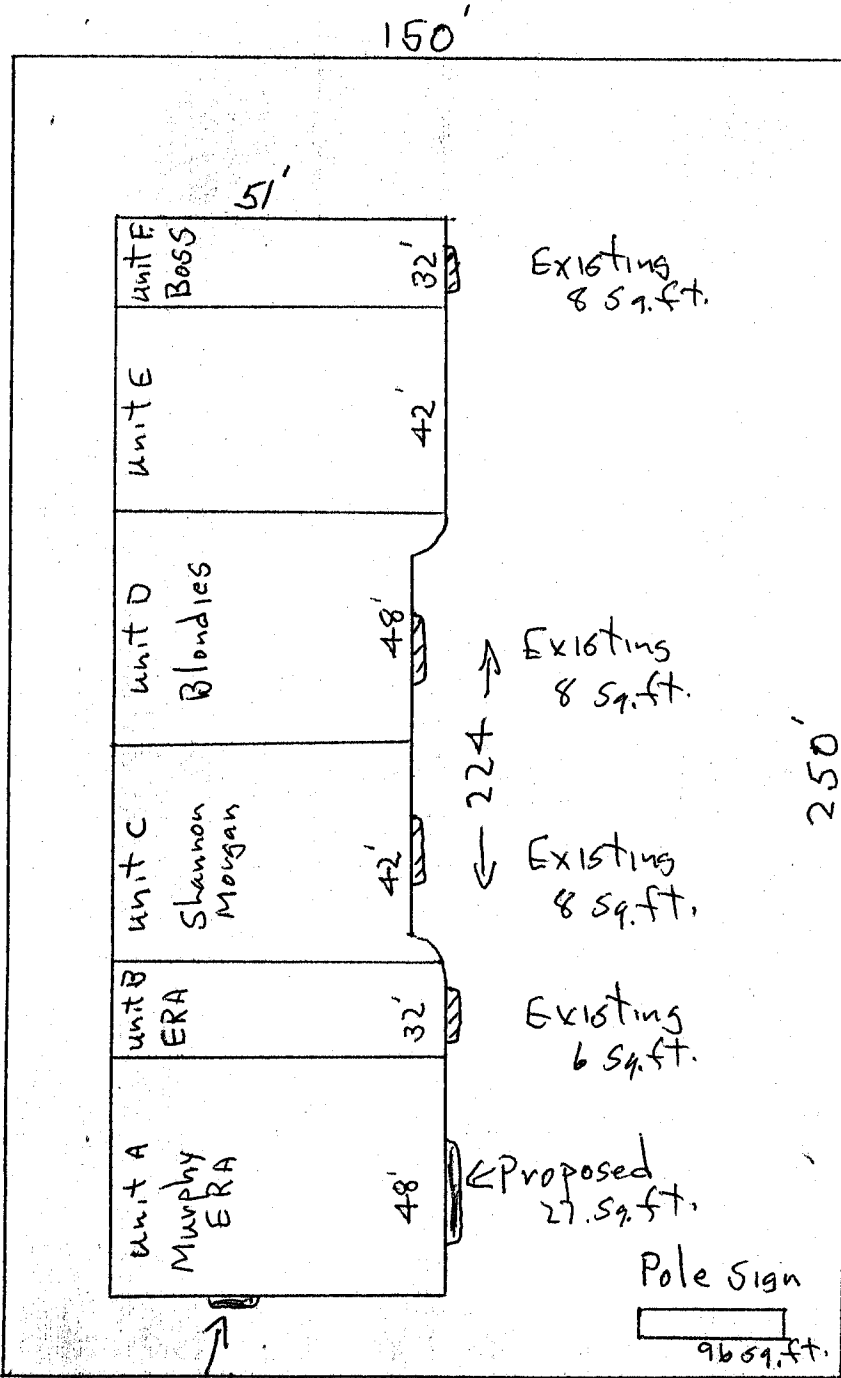 150'
51'
unit F
Boss
32'
Existing
8 sq.ft.
unit E
42'
unit D
Blondies
48'
Existing
8 sq.ft.
← 224 →
250'
unit C
Shannon
Morgan
42'
Existing
8 sq.ft.
unit B
ERA
32'
Existing
6 sq.ft.
unit A
Murphy
ERA
48'
←Proposed
27.sq.ft.
Pole Sign
96 sq.ft.